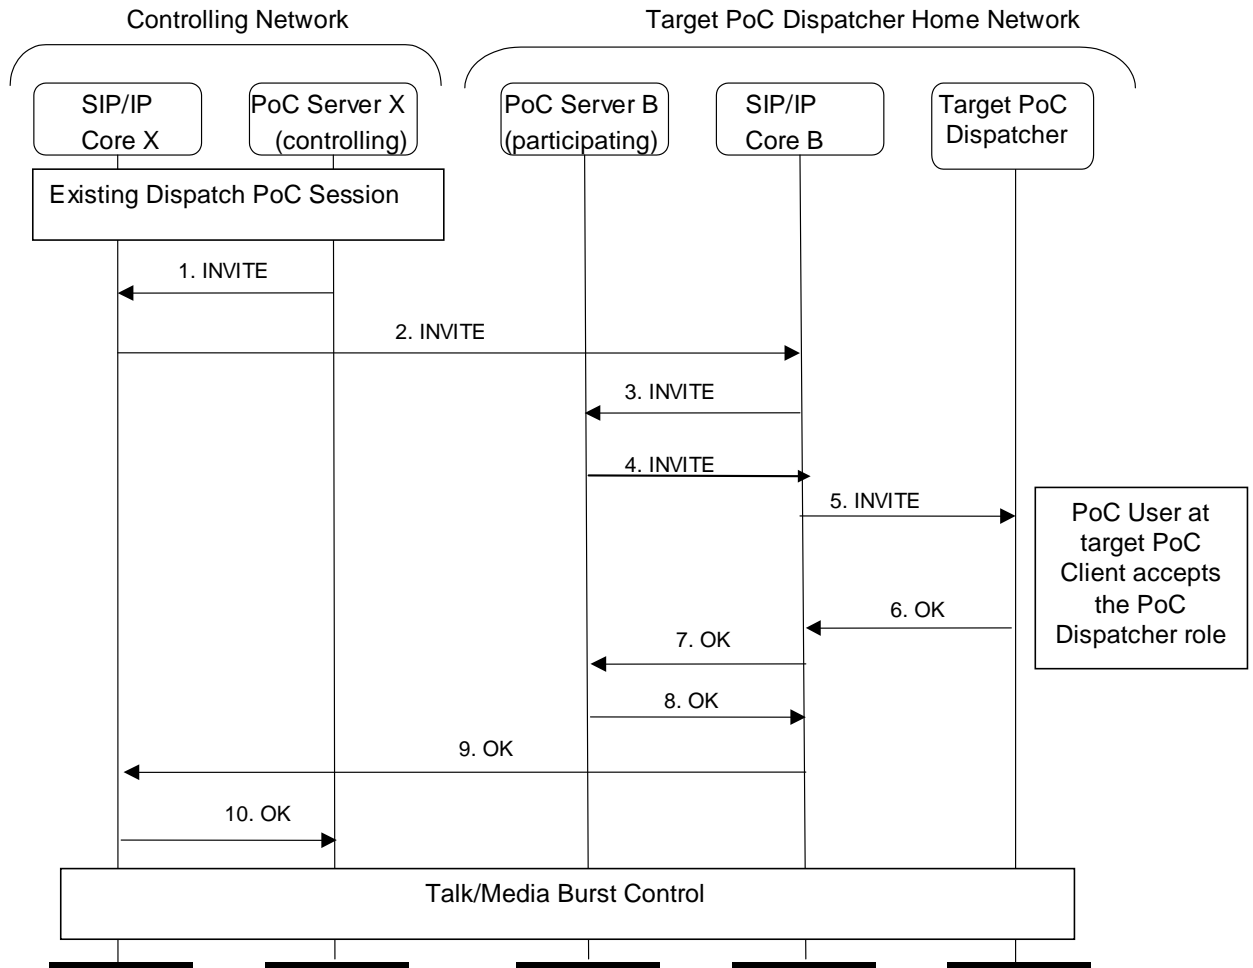 Controlling Network
Target PoC Dispatcher Home Network
SIP/IP
Core X
PoC Server X
(controlling)
PoC Server B
(participating)
SIP/IP
Core B
Target PoC
Dispatcher
Existing Dispatch PoC Session
1. INVITE
2. INVITE
3. INVITE
4. INVITE
5. INVITE
PoC User at
target PoC
Client accepts
the PoC
Dispatcher role
6. OK
7. OK
8. OK
9. OK
10. OK
Talk/Media Burst Control